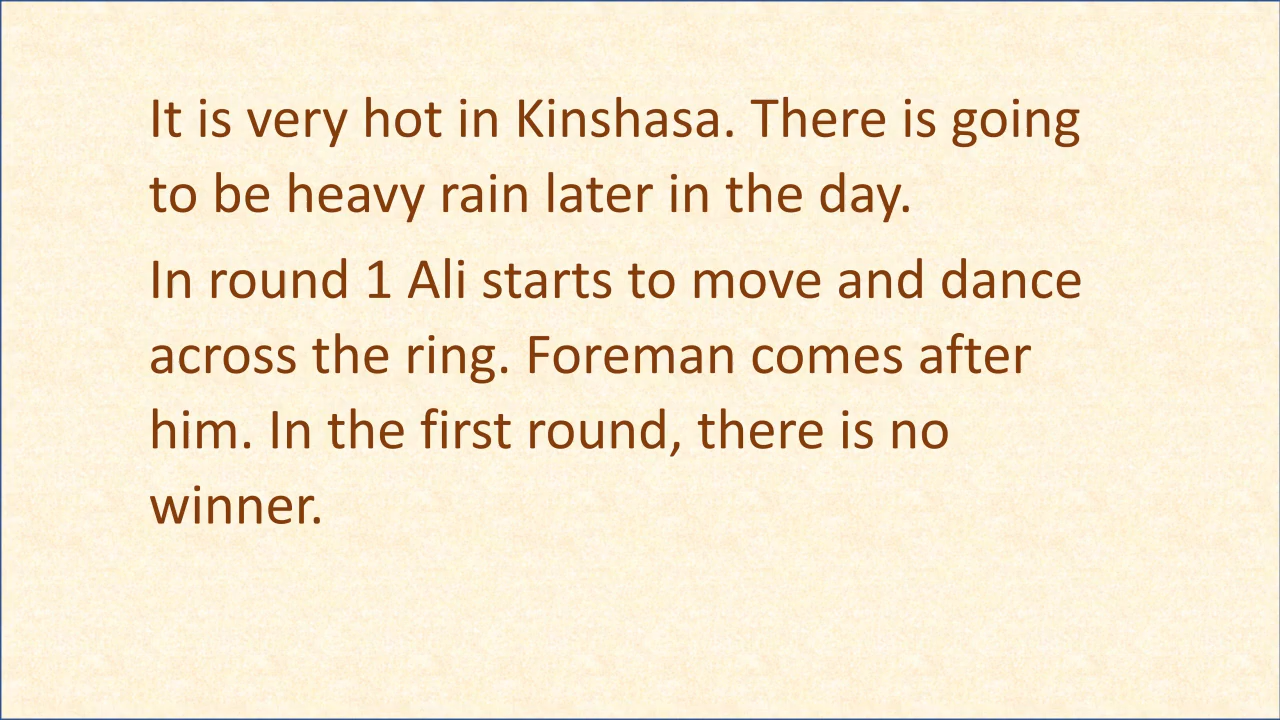 It is very hot in Kinshasa. There is going
to be heavy rain later in the day.
In round 1 Ali starts to move and dance
across the ring. Foreman comes after
him. In the first round, there is no
winner.